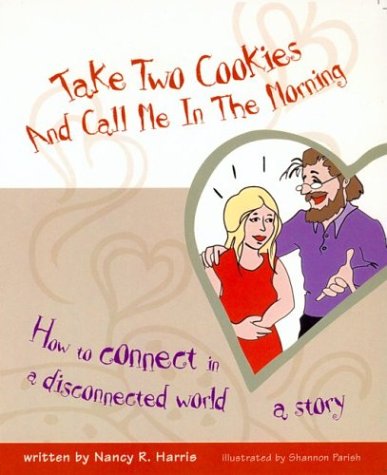 Take Two Cookies
And Call Me In The Morning
How to connect in
a disconnected world
a story
written by Nancy R. Harris
illustrated by Shannon Parish